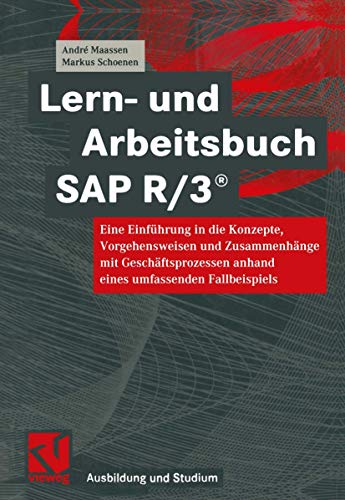 André Maassen
Markus Schoenen
Lern- und
Arbeitsbuch
SAP R/3®
Eine Einführung in die Konzepte,
Vorgehensweisen und Zusammenhänge
mit Geschäftsprozessen anhand
eines umfassenden Fallbeispiels
vieweg
Ausbildung und Studium